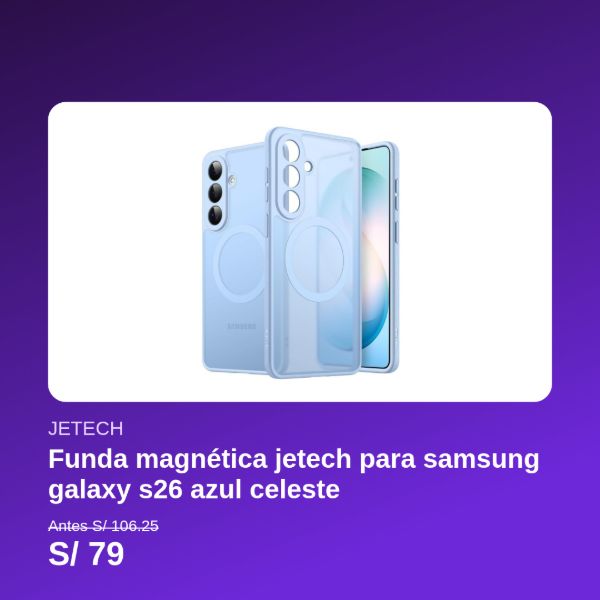 SAMSUNG
JETECH
Funda magnética jetech para samsung
galaxy s26 azul celeste
Antes S/ 106.25
S/ 79